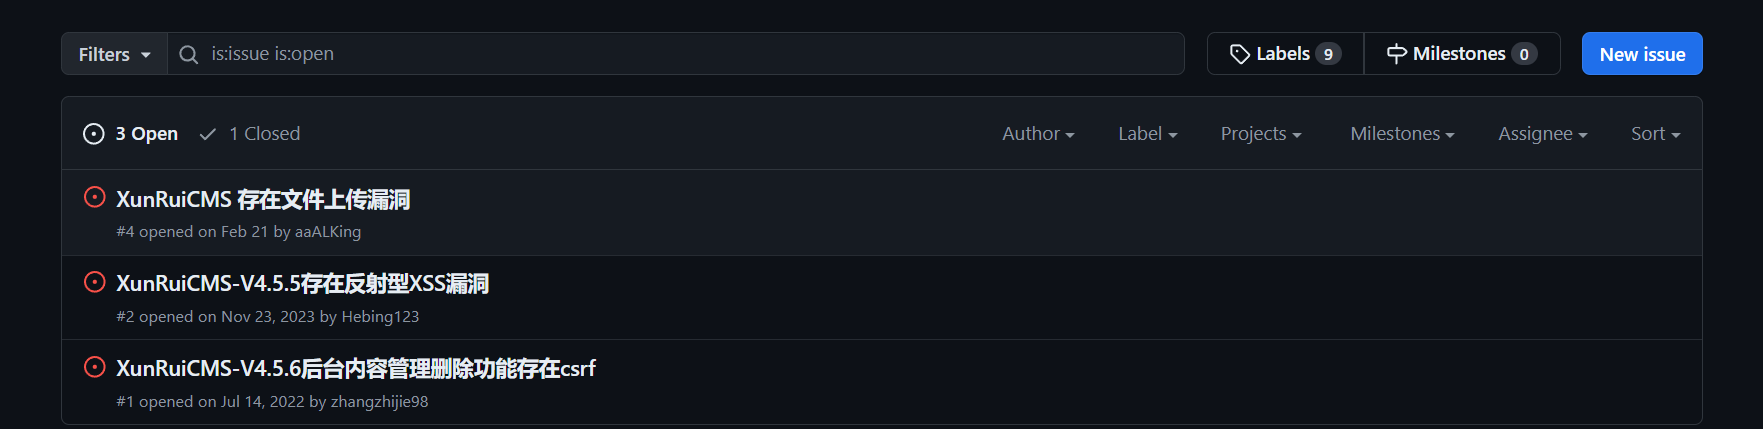 Filters is:issue is:open Labels 9 Milestones 0 New issue
3 Open 1 Closed Author Label Projects Milestones Assignee Sort
XunRuiCMS 存在文件上传漏洞
#4 opened on Feb 21 by aaALKing
XunRuiCMS-V4.5.5存在反射型XSS漏洞
#2 opened on Nov 23, 2023 by Hebing123
XunRuiCMS-V4.5.6后台内容管理删除功能存在csrf
#1 opened on Jul 14, 2022 by zhangzhijie98